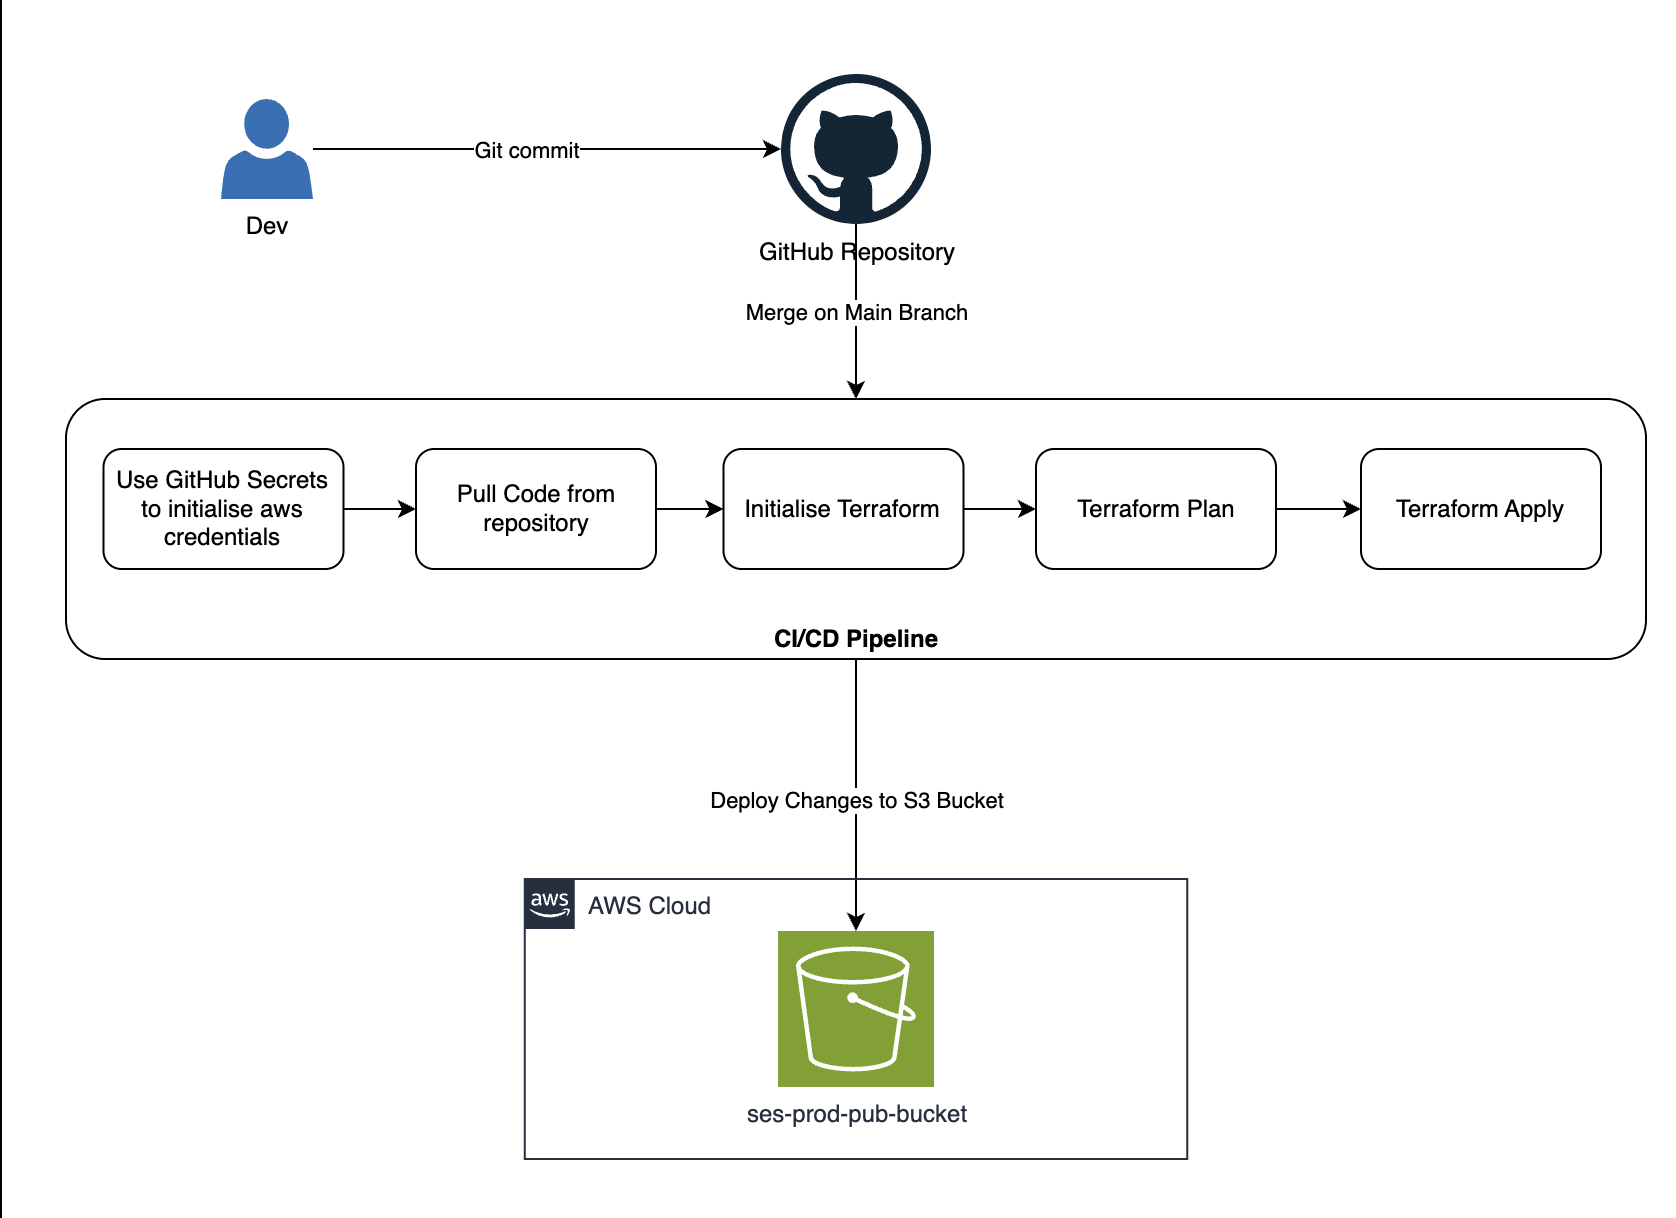 Git commit
Dev
GitHub Repository
Merge on Main Branch
Use GitHub Secrets
to initialise aws
credentials
Pull Code from
repository
Initialise Terraform
Terraform Plan
Terraform Apply
CI/CD Pipeline
Deploy Changes to S3 Bucket
aws
AWS Cloud
ses-prod-pub-bucket